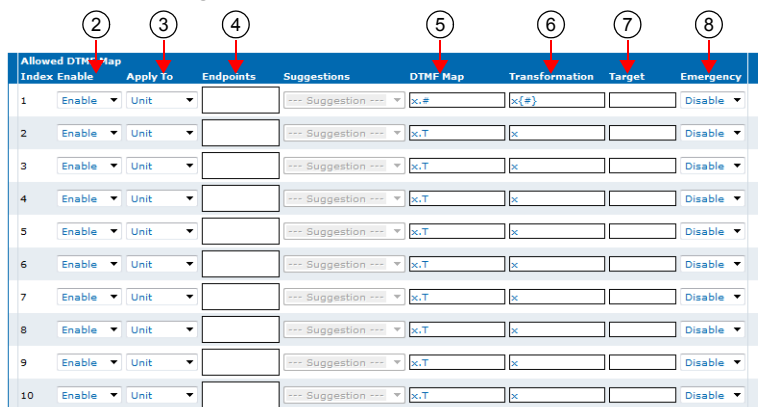 2 3 4 5 6 7 8
Allowed DTMF Map
Index Enable Apply To Endpoints Suggestions DTMF Map Transformation Target Emergency
1 Enable Unit --- Suggestion --- x.# x{#} Disable
2 Enable Unit --- Suggestion --- x.T x Disable
3 Enable Unit --- Suggestion --- x.T x Disable
4 Enable Unit --- Suggestion --- x.T x Disable
5 Enable Unit --- Suggestion --- x.T x Disable
6 Enable Unit --- Suggestion --- x.T x Disable
7 Enable Unit --- Suggestion --- x.T x Disable
8 Enable Unit --- Suggestion --- x.T x Disable
9 Enable Unit --- Suggestion --- x.T x Disable
10 Enable Unit --- Suggestion --- x.T x Disable